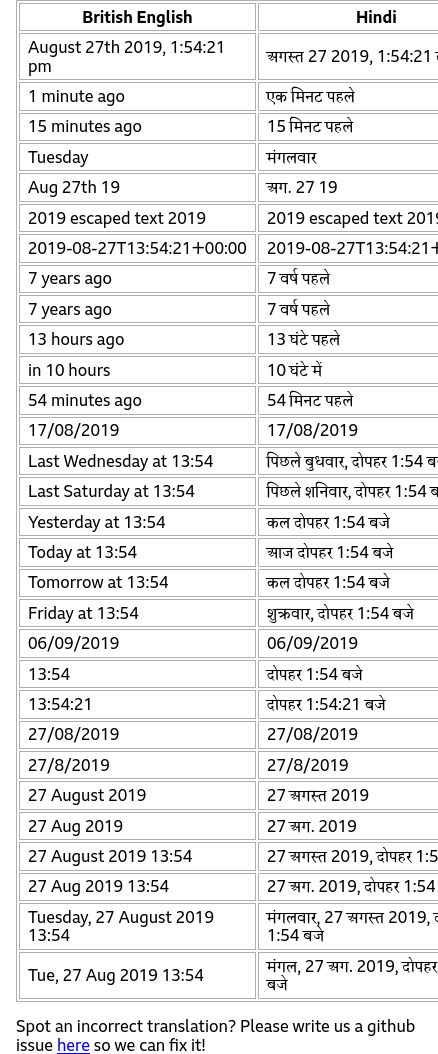 British English Hindi
August 27th 2019, 1:54:21 pm अगस्त 27 2019, 1:54:21
1 minute ago एक मिनट पहले
15 minutes ago 15 मिनट पहले
Tuesday मंगलवार
Aug 27th 19 अग. 27 19
2019 escaped text 2019 2019 escaped text 2019
2019-08-27T13:54:21+00:00 2019-08-27T13:54:21+
7 years ago 7 वर्ष पहले
7 years ago 7 वर्ष पहले
13 hours ago 13 घंटे पहले
in 10 hours 10 घंटे में
54 minutes ago 54 मिनट पहले
17/08/2019 17/08/2019
Last Wednesday at 13:54 पिछले बुधवार, दोपहर 1:54
Last Saturday at 13:54 पिछले शनिवार, दोपहर 1:54
Yesterday at 13:54 कल दोपहर 1:54 बजे
Today at 13:54 आज दोपहर 1:54 बजे
Tomorrow at 13:54 कल दोपहर 1:54 बजे
Friday at 13:54 शुक्रवार, दोपहर 1:54 बजे
06/09/2019 06/09/2019
13:54 दोपहर 1:54 बजे
13:54:21 दोपहर 1:54:21 बजे
27/08/2019 27/08/2019
27/8/2019 27/8/2019
27 August 2019 27 अगस्त 2019
27 Aug 2019 27 अग. 2019
27 August 2019 13:54 27 अगस्त 2019, दोपहर
27 Aug 2019 13:54 27 अग. 2019, दोपहर 1:54
Tuesday, 27 August 2019 मंगलवार, 27 अगस्त 2019,
13:54 1:54 बजे
Tue, 27 Aug 2019 13:54 मंगल, 27 अग. 2019, दोपहर
बजे
Spot an incorrect translation? Please write us a github
issue here so we can fix it!